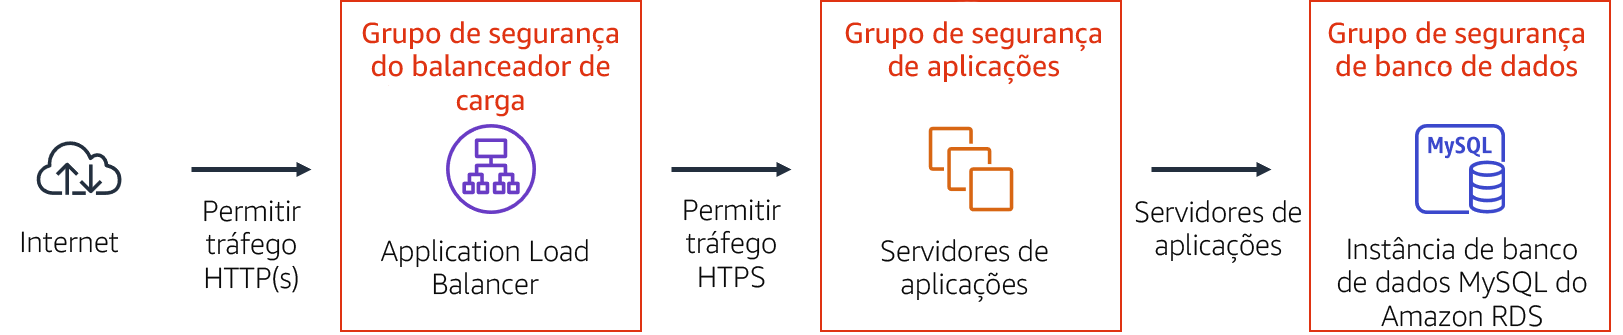 Internet
Permitir
tráfego
HTTP(s)
Grupo de segurança
do balanceador de
carga
Application Load
Balancer
Permitir
tráfego
HTPS
Grupo de segurança
de aplicações
Servidores de
aplicações
Servidores de
aplicações
Grupo de segurança
de banco de dados
MySQL
Instância de banco
de dados MySQL do
Amazon RDS